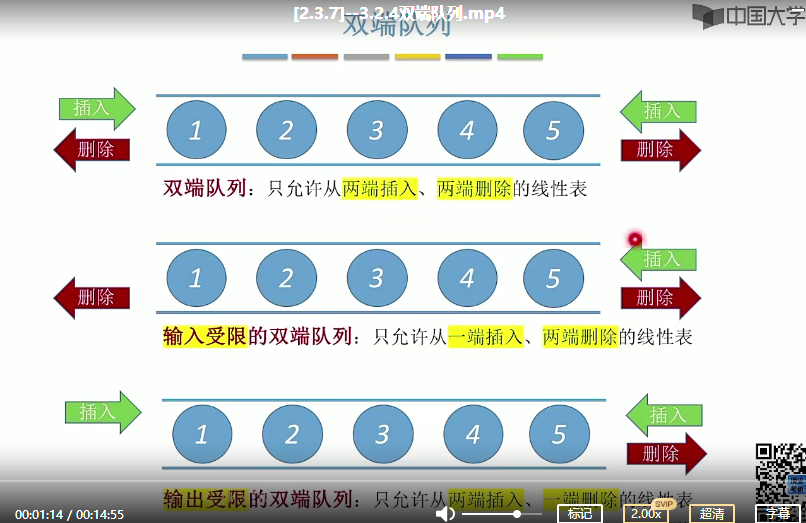 [2.3.7]--3.2.4双端队列.mp4
中国大学
双端队列
插入 1 2 3 4 5 插入
删除 删除
双端队列：只允许从两端插入、两端删除的线性表
1 2 3 4 5 插入
删除 删除
输入受限的双端队列：只允许从一端插入、两端删除的线性表
插入 1 2 3 4 5 插入
删除
输出受限的双端队列：只允许从两端插入、一端删除的线性表
00:01:14 / 00:14:55 标记 2.00x SVIP 超清 字幕